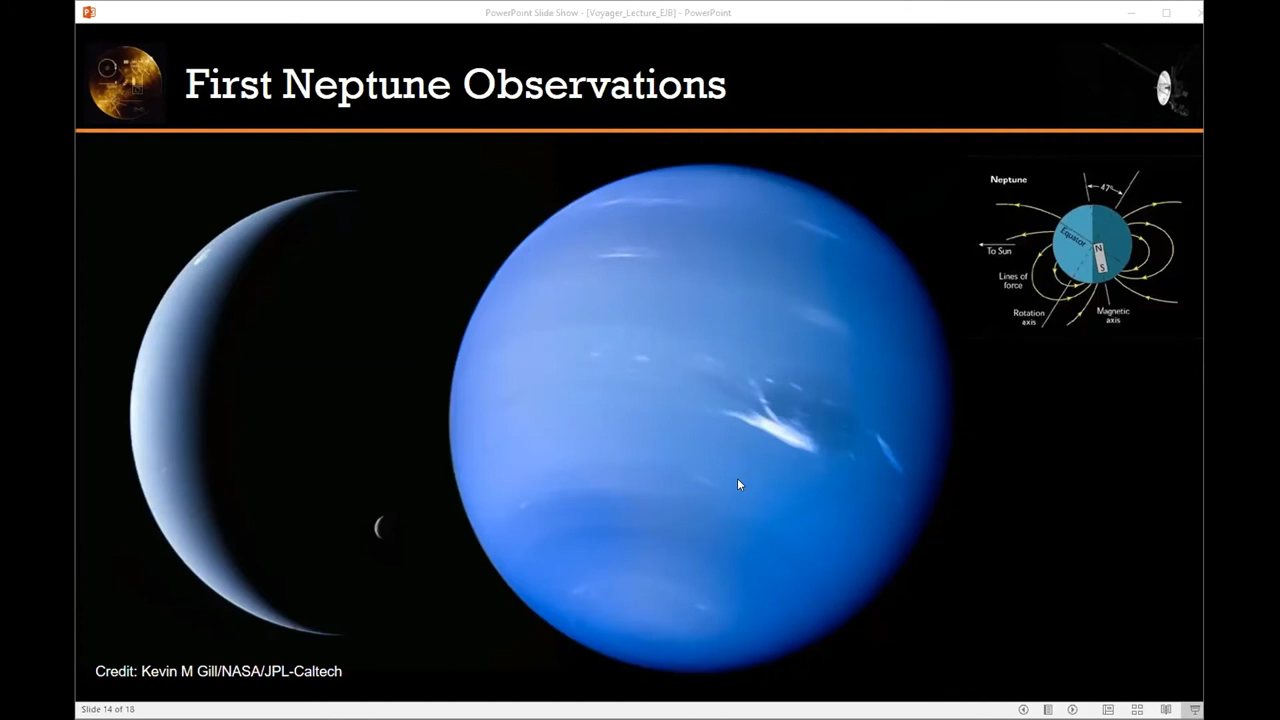 PowerPoint Slide Show - [Voyager_Lecture_EJB] - PowerPoint
First Neptune Observations
Neptune
47°
Equator
N
S
To Sun
Lines of
force
Rotation
axis
Magnetic
axis
Credit: Kevin M Gill/NASA/JPL-Caltech
Slide 14 of 18